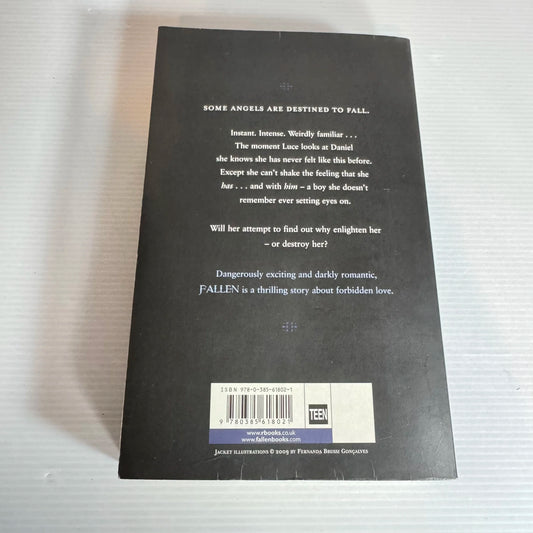 SOME ANGELS ARE DESTINED TO FALL.
Instant. Intense. Weirdly familiar . . .
The moment Luce looks at Daniel
she knows she has never felt like this before.
Except she can't shake the feeling that she
has . . . and with him – a boy she doesn't
remember ever setting eyes on.
Will her attempt to find out why enlighten her
– or destroy her?
Dangerously exciting and darkly romantic,
FALLEN is a thrilling story about forbidden love.
ISBN 978-0-385-61802-1
9 780385 618021
TEEN
www.rbooks.co.uk
www.fallenbooks.com
JACKET ILLUSTRATIONS © 2009 BY FERNANDA BRUSSI GONÇALVES